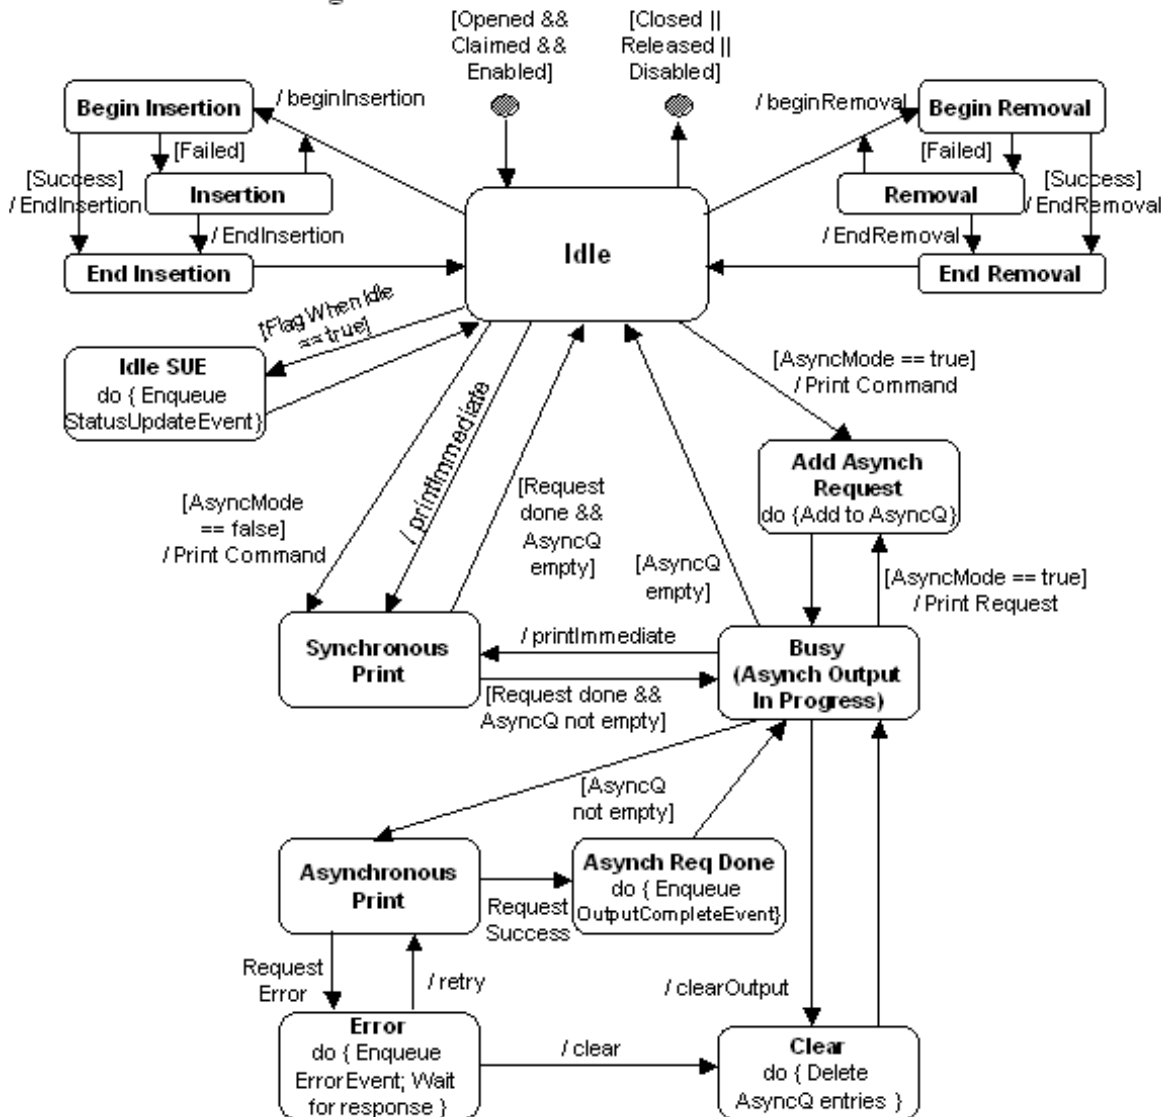 [Opened &&
Claimed &&
Enabled]
[Closed ||
Released ||
Disabled]
Begin Insertion
/ beginInsertion
/ beginRemoval
Begin Removal
[Failed]
[Failed]
[Success]
/ EndInsertion
Insertion
Removal
[Success]
/ EndRemoval
/ EndInsertion
/ EndRemoval
End Insertion
Idle
End Removal
[Flag When Idle
== true]
Idle SUE
do { Enqueue
StatusUpdateEvent}
[AsyncMode == true]
/ Print Command
/ printImmediate
Add Asynch
Request
do {Add to AsyncQ}
[AsyncMode
== false]
/ Print Command
[Request
done &&
AsyncQ
empty]
[AsyncQ
empty]
[AsyncMode == true]
/ Print Request
Synchronous
Print
/ printImmediate
Busy
(Asynch Output
In Progress)
[Request done &&
AsyncQ not empty]
[AsyncQ
not empty]
Asynchronous
Print
Asynch Req Done
do { Enqueue
OutputCompleteEvent}
Request
Success
Request
Error
/ retry
/ clearOutput
Error
do { Enqueue
ErrorEvent; Wait
for response }
/ clear
Clear
do { Delete
AsyncQ entries }